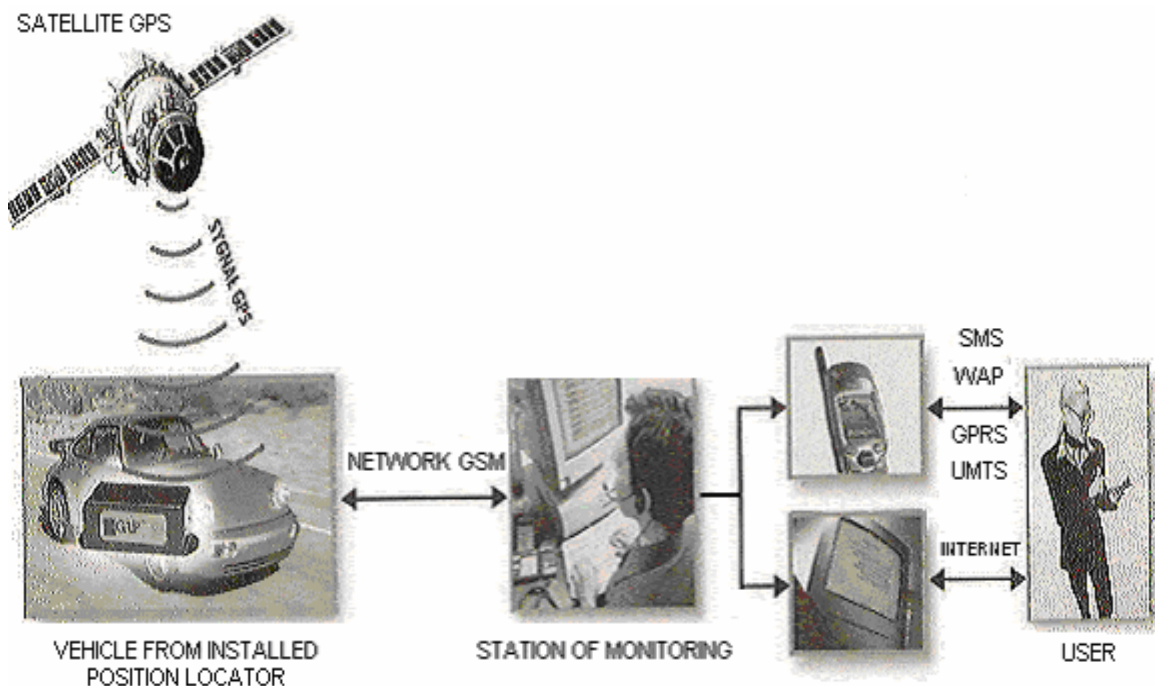 SATELLITE GPS
SYGNAL GPS
SMS
WAP
GPRS
UMTS
NETWORK GSM
INTERNET
VEHICLE FROM INSTALLED
POSITION LOCATOR
STATION OF MONITORING
USER